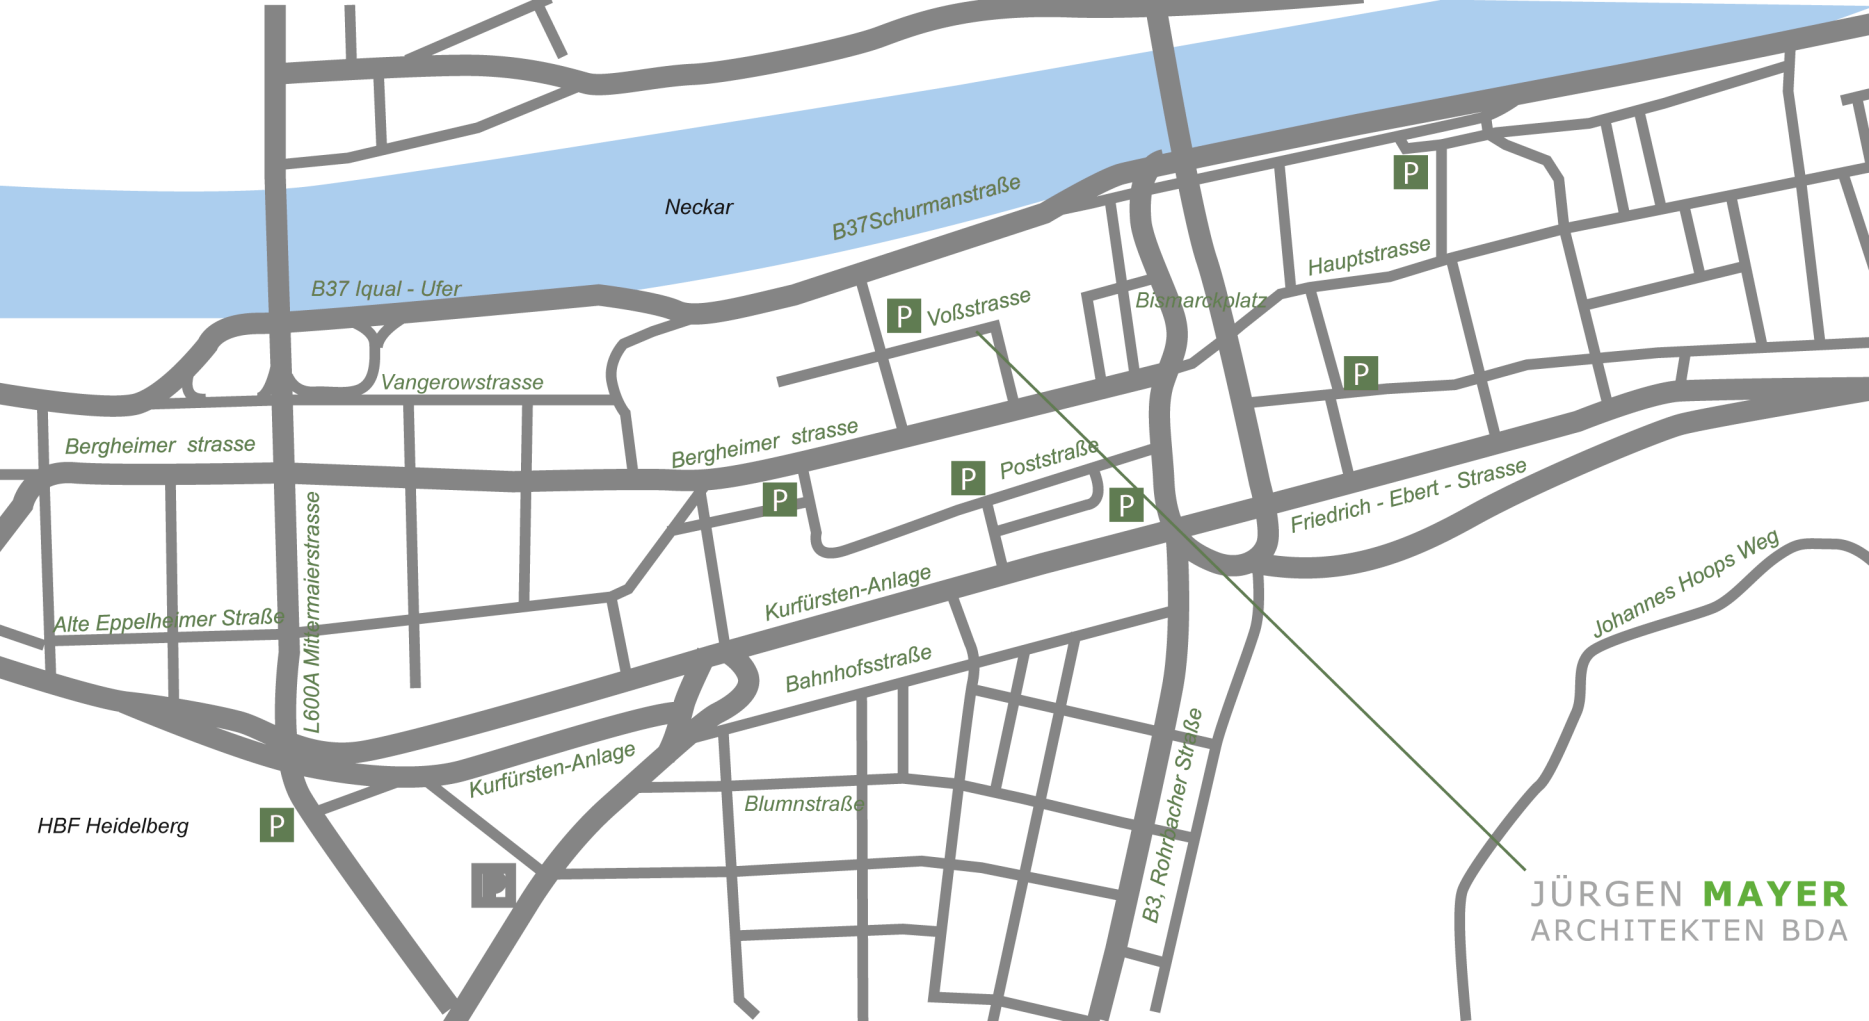 P
Neckar
B37Schurmanstraße
Hauptstrasse
B37 Iqual - Ufer
P
Voßstrasse
Bismarckplatz
Vangerowstrasse
P
Bergheimer strasse
Bergheimer strasse
Poststraße
P
P
P
Friedrich - Ebert - Strasse
L600A Mittermaierstrasse
Johannes Hoops Weg
Kurfürsten-Anlage
Alte Eppelheimer Straße
Bahnhofsstraße
Kurfürsten-Anlage
Blumnstraße
B3, Rohrbacher Streße
HBF Heidelberg
P
P
JÜRGEN MAYER
ARCHITEKTEN BDA